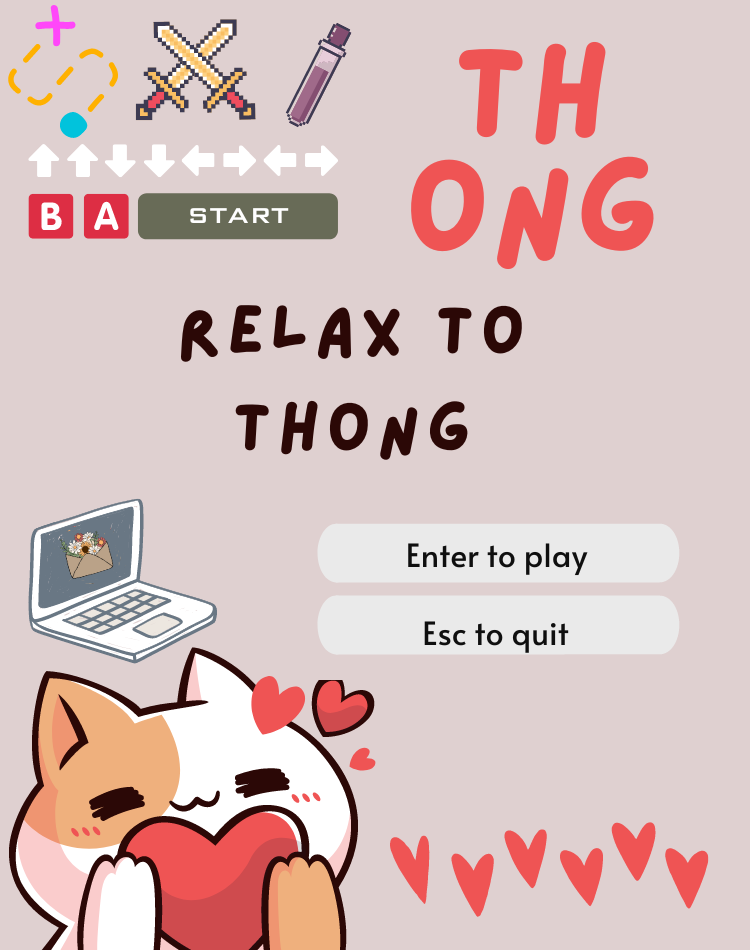 B A START
TH
ONG
RELAX TO
THONG
Enter to play
Esc to quit